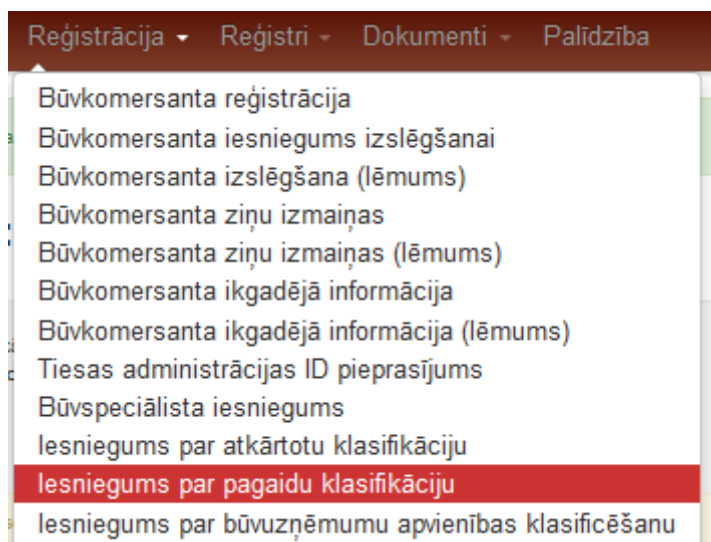 Reģistrācija Reģistri Dokumenti Palīdzība
Būvkomersanta reģistrācija
Būvkomersanta iesniegums izslēgšanai
Būvkomersanta izslēgšana (lēmums)
Būvkomersanta ziņu izmaiņas
Būvkomersanta ziņu izmaiņas (lēmums)
Būvkomersanta ikgadējā informācija
Būvkomersanta ikgadējā informācija (lēmums)
Tiesas administrācijas ID pieprasījums
Būvspeciālista iesniegums
Iesniegums par atkārtotu klasifikāciju
Iesniegums par pagaidu klasifikāciju
Iesniegums par būvuzņēmumu apvienības klasificēšanu